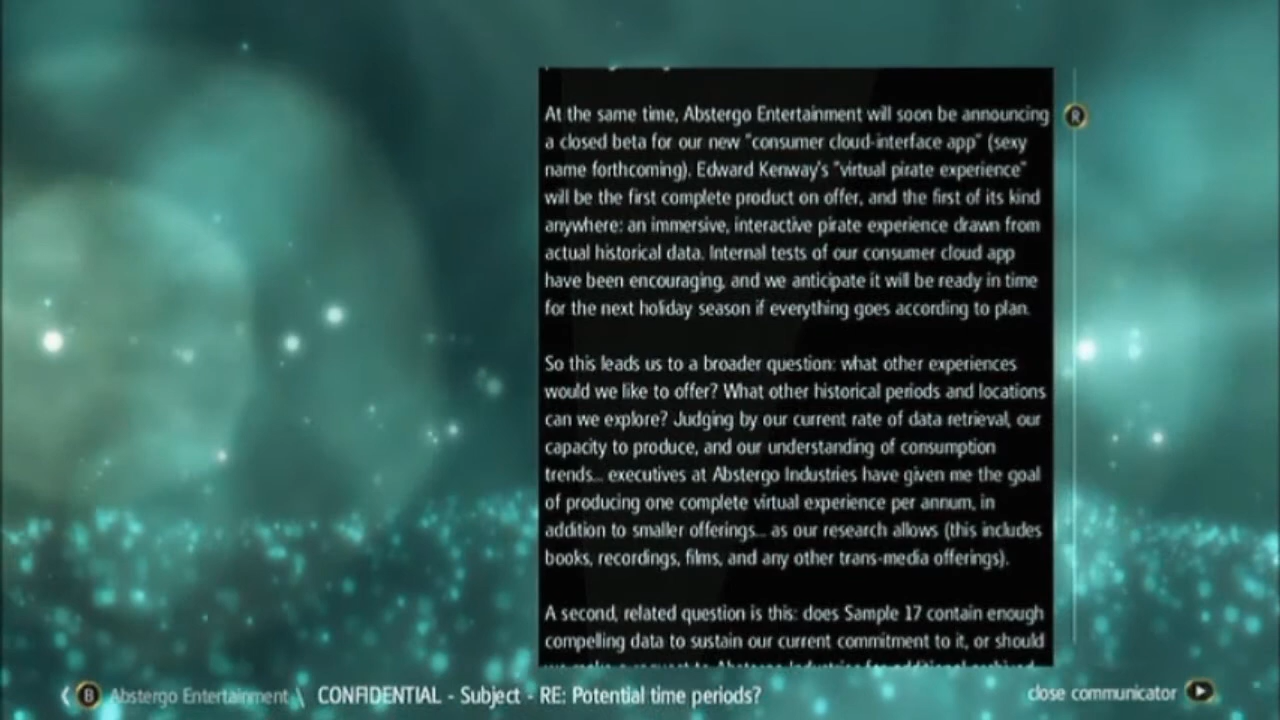 At the same time, Abstergo Entertainment will soon be announcing
a closed beta for our new "consumer cloud-interface app" (sexy
name forthcoming). Edward Kenway's "virtual pirate experience"
will be the first complete product on offer, and the first of its kind
anywhere: an immersive, interactive pirate experience drawn from
actual historical data. Internal tests of our consumer cloud app
have been encouraging, and we anticipate it will be ready in time
for the next holiday season if everything goes according to plan.
So this leads us to a broader question: what other experiences
would we like to offer? What other historical periods and locations
can we explore? Judging by our current rate of data retrieval, our
capacity to produce, and our understanding of consumption
trends... executives at Abstergo Industries have given me the goal
of producing one complete virtual experience per annum, in
addition to smaller offerings... as our research allows (this includes
books, recordings, films, and any other trans-media offerings).
A second, related question is this: does Sample 17 contain enough
compelling data to sustain our current commitment to it, or should
R
B Abstergo Entertainment \ CONFIDENTIAL - Subject - RE: Potential time periods?
close communicator